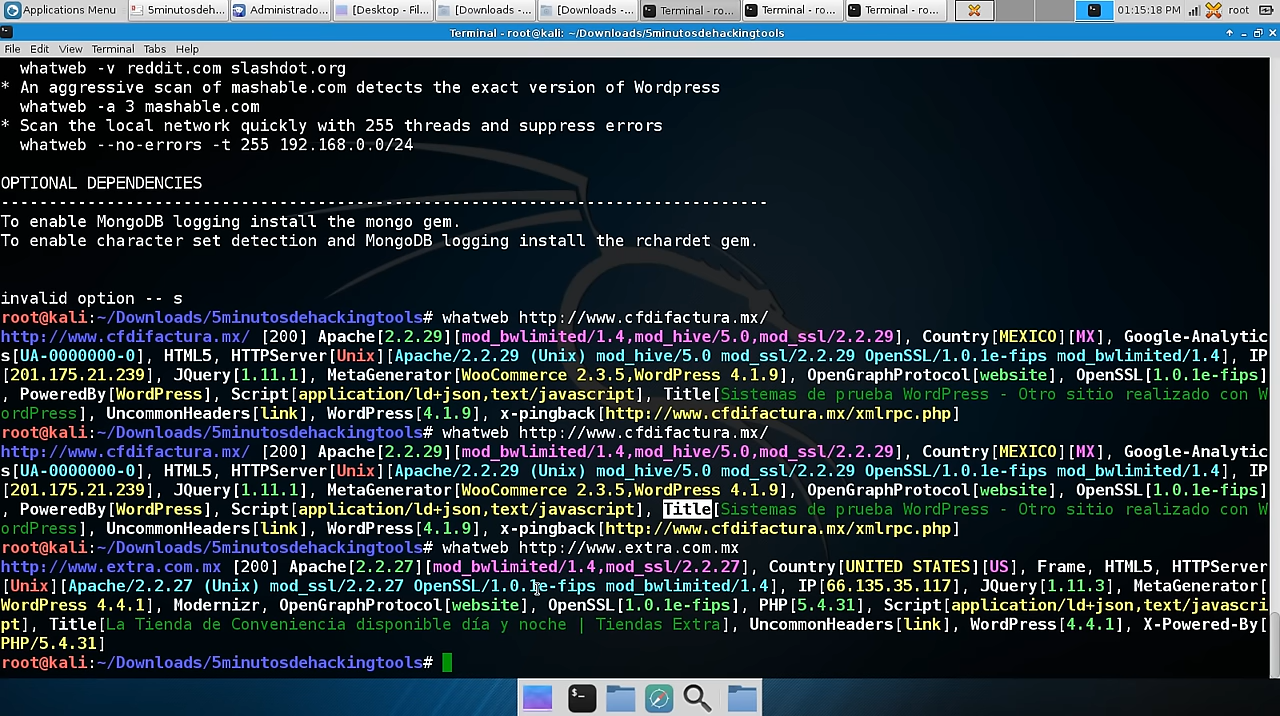 Applications Menu
5minutosdeh...
Administrado...
[Desktop - Fil...
[Downloads -...
[Downloads -...
Terminal - ro...
Terminal - ro...
Terminal - ro...
01:15:18 PM
root
Terminal - root@kali: ~/Downloads/5minutosdehackingtools
File Edit View Terminal Tabs Help
whatweb -v reddit.com slashdot.org
* An aggressive scan of mashable.com detects the exact version of Wordpress
whatweb -a 3 mashable.com
* Scan the local network quickly with 255 threads and suppress errors
whatweb --no-errors -t 255 192.168.0.0/24
OPTIONAL DEPENDENCIES
--------------------------------------------------------------------------------
To enable MongoDB logging install the mongo gem.
To enable character set detection and MongoDB logging install the rchardet gem.
invalid option -- s
root@kali:~/Downloads/5minutosdehackingtools# whatweb http://www.cfdifactura.mx/
http://www.cfdifactura.mx/ [200] Apache[2.2.29][mod_bwlimited/1.4,mod_hive/5.0,mod_ssl/2.2.29], Country[MEXICO][MX], Google-Analytic
s[UA-0000000-0], HTML5, HTTPServer[Unix][Apache/2.2.29 (Unix) mod_hive/5.0 mod_ssl/2.2.29 OpenSSL/1.0.1e-fips mod_bwlimited/1.4], IP
[201.175.21.239], JQuery[1.11.1], MetaGenerator[WooCommerce 2.3.5,WordPress 4.1.9], OpenGraphProtocol[website], OpenSSL[1.0.1e-fips]
, PoweredBy[WordPress], Script[application/ld+json,text/javascript], Title[Sistemas de prueba WordPress - Otro sitio realizado con W
ordPress], UncommonHeaders[link], WordPress[4.1.9], x-pingback[http://www.cfdifactura.mx/xmlrpc.php]
root@kali:~/Downloads/5minutosdehackingtools# whatweb http://www.cfdifactura.mx/
http://www.cfdifactura.mx/ [200] Apache[2.2.29][mod_bwlimited/1.4,mod_hive/5.0,mod_ssl/2.2.29], Country[MEXICO][MX], Google-Analytic
s[UA-0000000-0], HTML5, HTTPServer[Unix][Apache/2.2.29 (Unix) mod_hive/5.0 mod_ssl/2.2.29 OpenSSL/1.0.1e-fips mod_bwlimited/1.4], IP
[201.175.21.239], JQuery[1.11.1], MetaGenerator[WooCommerce 2.3.5,WordPress 4.1.9], OpenGraphProtocol[website], OpenSSL[1.0.1e-fips]
, PoweredBy[WordPress], Script[application/ld+json,text/javascript], Title[Sistemas de prueba WordPress - Otro sitio realizado con W
ordPress], UncommonHeaders[link], WordPress[4.1.9], x-pingback[http://www.cfdifactura.mx/xmlrpc.php]
root@kali:~/Downloads/5minutosdehackingtools# whatweb http://www.extra.com.mx
http://www.extra.com.mx [200] Apache[2.2.27][mod_bwlimited/1.4,mod_ssl/2.2.27], Country[UNITED STATES][US], Frame, HTML5, HTTPServer
[Unix][Apache/2.2.27 (Unix) mod_ssl/2.2.27 OpenSSL/1.0.1e-fips mod_bwlimited/1.4], IP[66.135.35.117], JQuery[1.11.3], MetaGenerator[
WordPress 4.4.1], Modernizr, OpenGraphProtocol[website], OpenSSL[1.0.1e-fips], PHP[5.4.31], Script[application/ld+json,text/javascri
pt], Title[La Tienda de Conveniencia disponible día y noche | Tiendas Extra], UncommonHeaders[link], WordPress[4.4.1], X-Powered-By[
PHP/5.4.31]
root@kali:~/Downloads/5minutosdehackingtools#